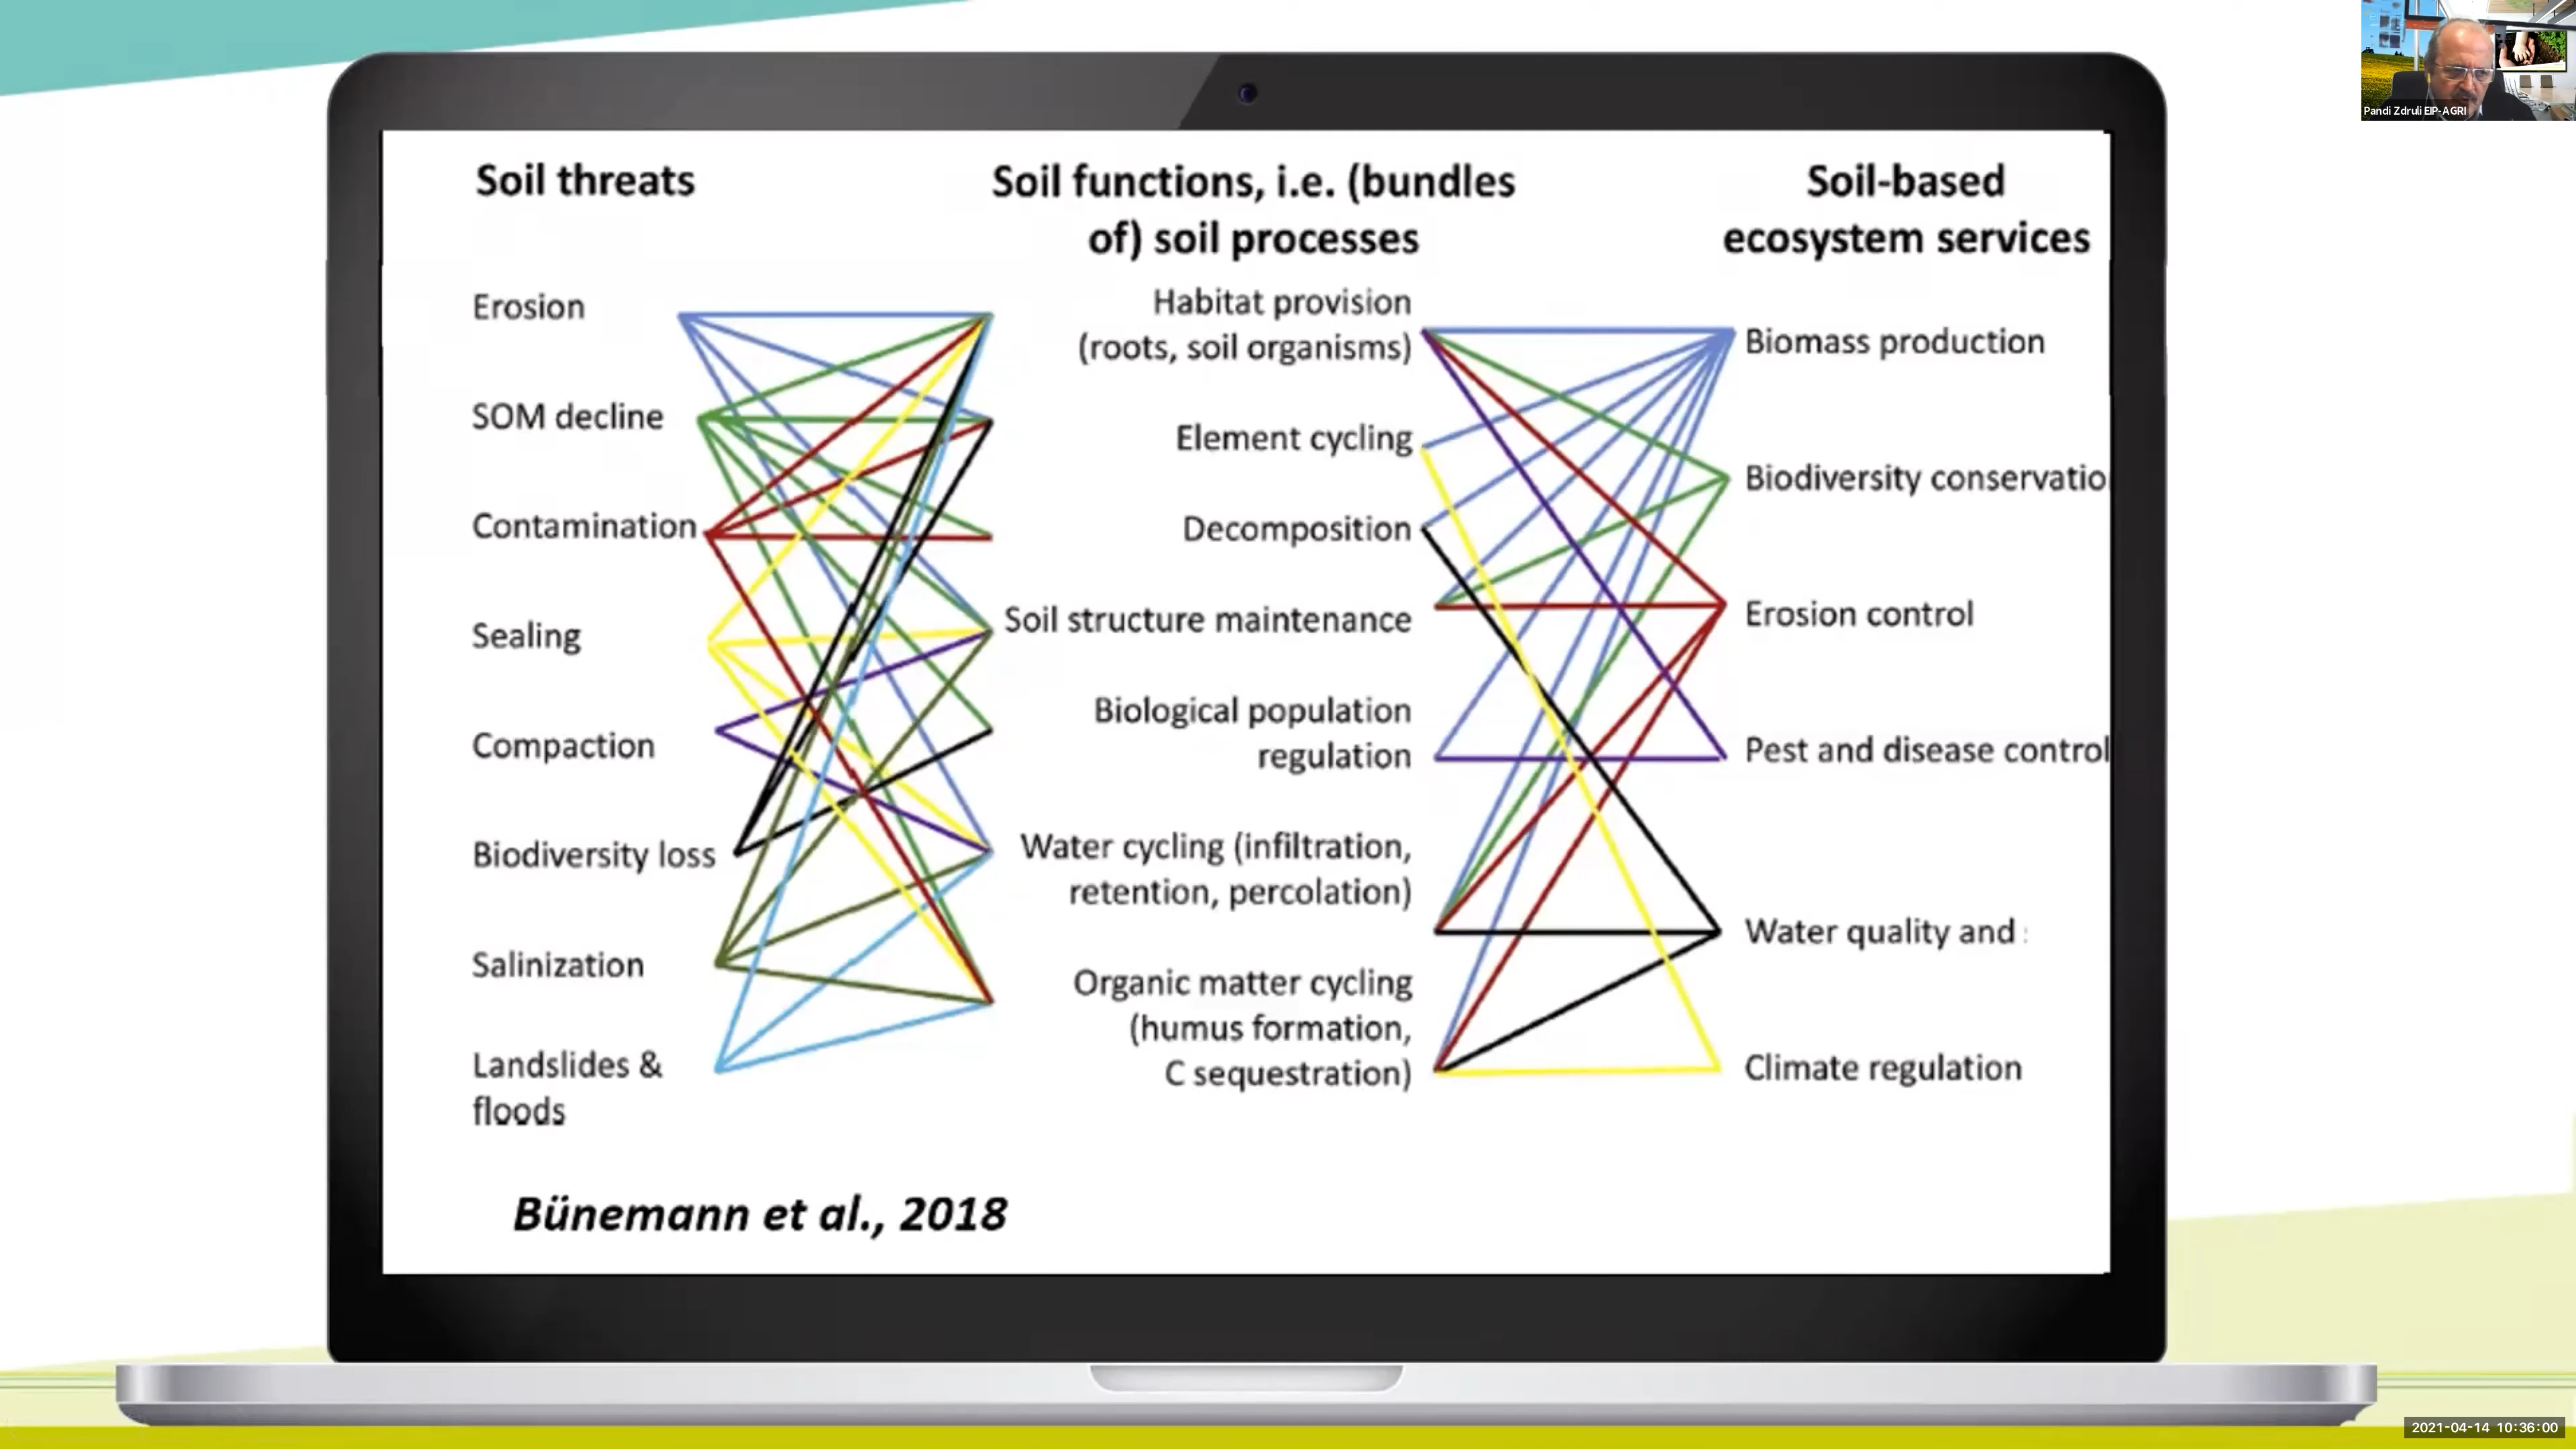 Pandi Zdruli EIP-AGRI
Soil threats
Soil functions, i.e. (bundles
of) soil processes
Soil-based
ecosystem services
Erosion
SOM decline
Contamination
Sealing
Compaction
Biodiversity loss
Salinization
Landslides &
floods
Habitat provision
(roots, soil organisms)
Element cycling
Decomposition
Soil structure maintenance
Biological population
regulation
Water cycling (infiltration,
retention, percolation)
Organic matter cycling
(humus formation,
C sequestration)
Biomass production
Biodiversity conservatio
Erosion control
Pest and disease control
Water quality and
Climate regulation
Bünemann et al., 2018
2021-04-14 10:36:00